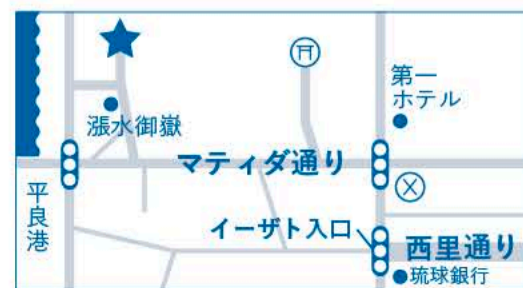 第一
ホテル
漲水御嶽
マティダ通り
平良港
イーザト入口
西里通り
琉球銀行